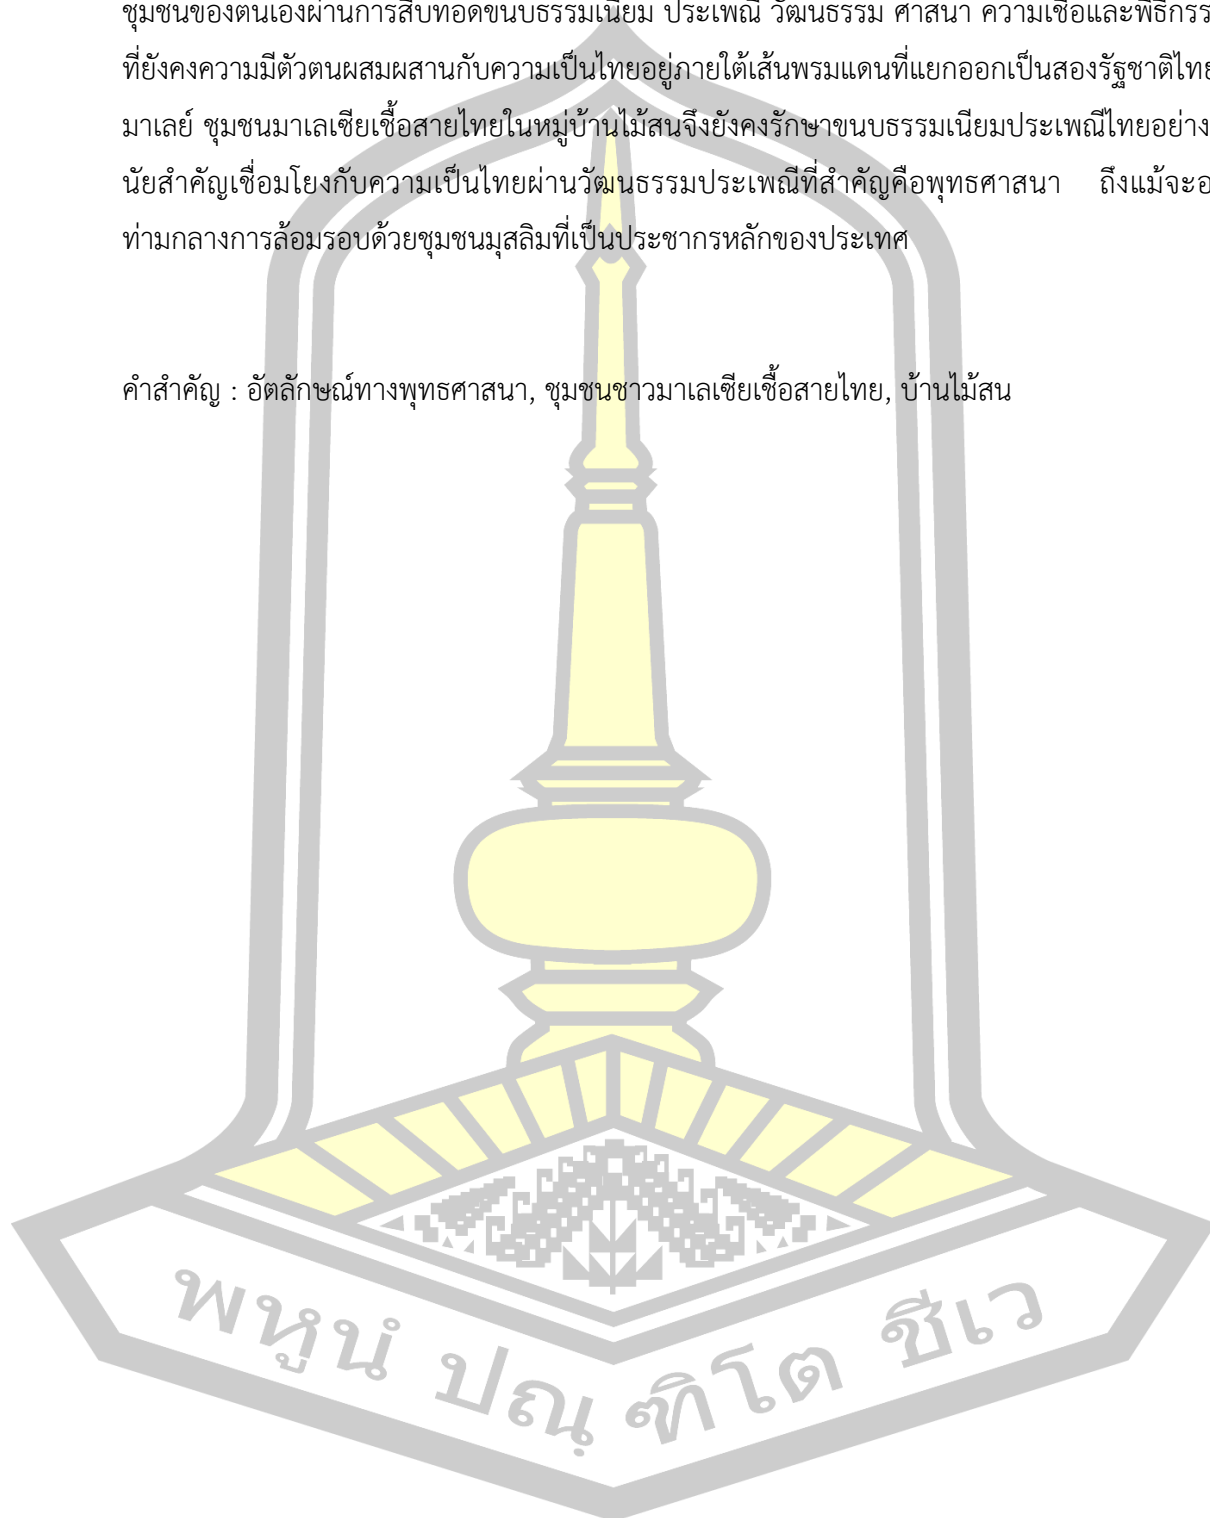 ชุมชนของตนเองผ่านการสืบทอดขนบธรรมเนียม ประเพณี วัฒนธรรม ศาสนา ความเชื่อและพิธีกรร
ที่ยังคงความมีตัวตนผสมผสานกับความเป็นไทยอยู่ภายใต้เส้นพรมแดนที่แยกออกเป็นสองรัฐชาติไทย
มาเลย์ ชุมชนมาเลเซียเชื้อสายไทยในหมู่บ้านไม้สนจึงยังคงรักษาขนบธรรมเนียมประเพณีไทยอย่าง
นัยสำคัญเชื่อมโยงกับความเป็นไทยผ่านวัฒนธรรมประเพณีที่สำคัญคือพุทธศาสนา ถึงแม้จะอ
ท่ามกลางการล้อมรอบด้วยชุมชนมุสลิมที่เป็นประชากรหลักของประเทศ
คำสำคัญ : อัตลักษณ์ทางพุทธศาสนา, ชุมชนชาวมาเลเซียเชื้อสายไทย, บ้านไม้สน
พหูนํ ปณฺฑิโต ชีเว